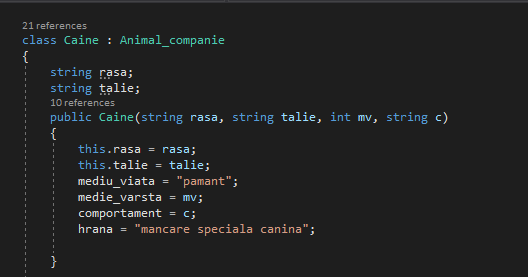 21 references
class Caine : Animal_companie
{
string rasa;
string talie;
10 references
public Caine(string rasa, string talie, int mv, string c)
{
this.rasa = rasa;
this.talie = talie;
mediu_viata = "pamant";
medie_varsta = mv;
comportament = c;
hrana = "mancare speciala canina";
}